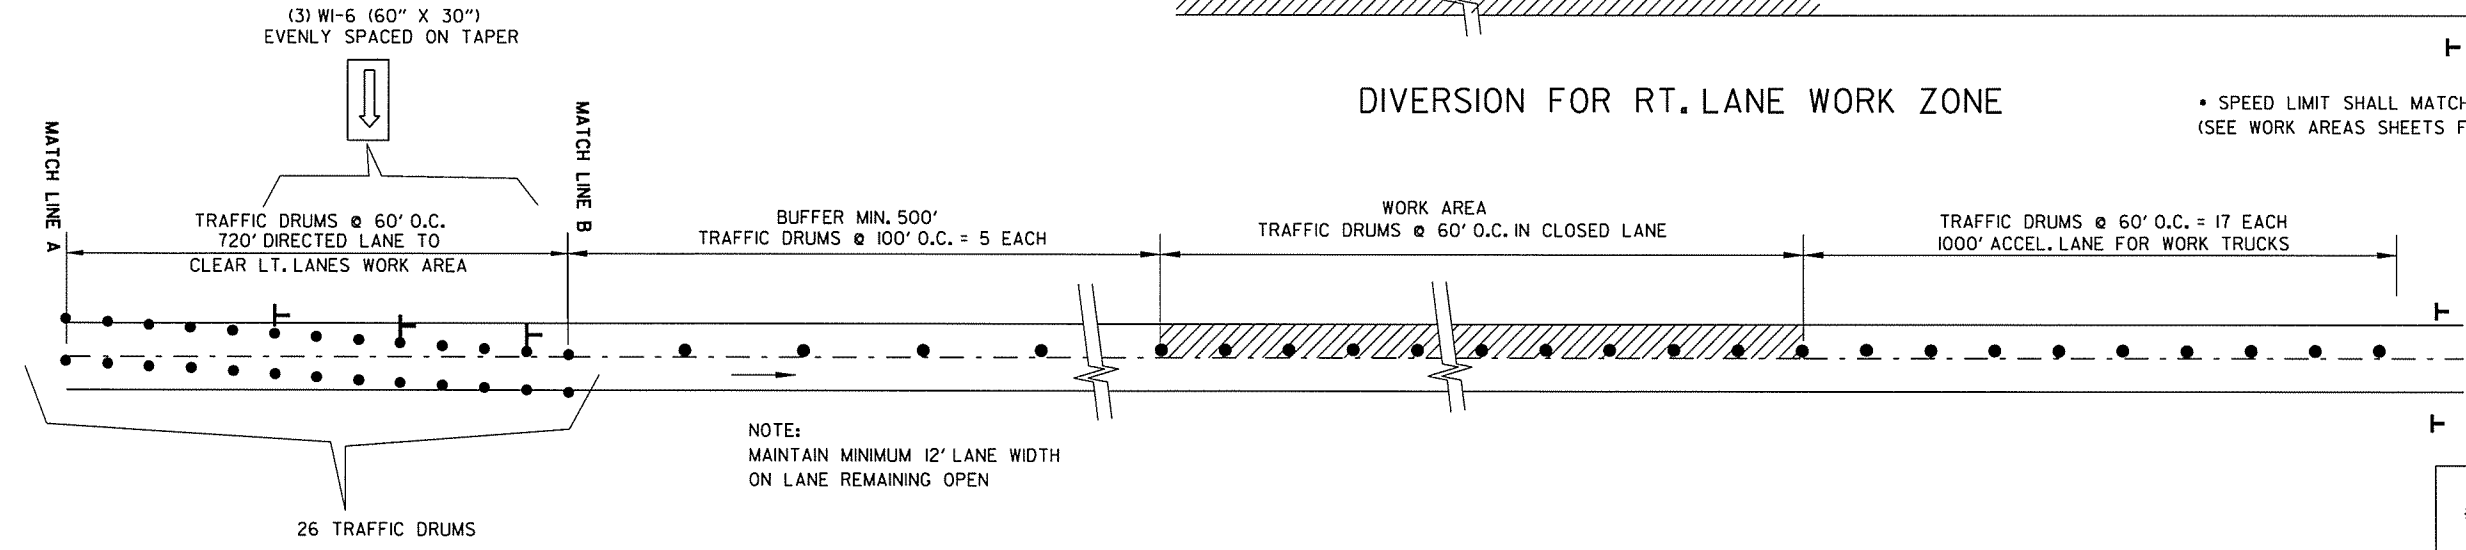 (3) W1-6 (60" X 30")
EVENLY SPACED ON TAPER
DIVERSION FOR RT. LANE WORK ZONE
• SPEED LIMIT SHALL MATCH
(SEE WORK AREAS SHEETS F
MATCH LINE A
MATCH LINE B
TRAFFIC DRUMS @ 60' O.C.
720' DIRECTED LANE TO
CLEAR LT. LANES WORK AREA
BUFFER MIN. 500'
TRAFFIC DRUMS @ 100' O.C. = 5 EACH
WORK AREA
TRAFFIC DRUMS @ 60' O.C. IN CLOSED LANE
TRAFFIC DRUMS @ 60' O.C. = 17 EACH
1000' ACCEL. LANE FOR WORK TRUCKS
NOTE:
MAINTAIN MINIMUM 12' LANE WIDTH
ON LANE REMAINING OPEN
26 TRAFFIC DRUMS